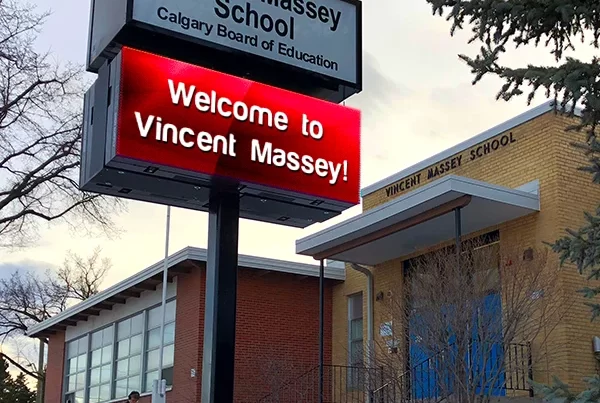 Massey
School
Calgary Board of Education
Welcome to
Vincent Massey!
VINCENT MASSEY SCHOOL